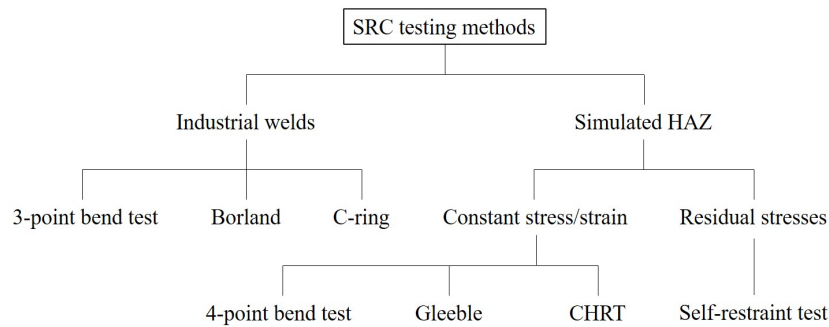 SRC testing methods
Industrial welds
Simulated HAZ
3-point bend test
Borland
C-ring
Constant stress/strain
Residual stresses
4-point bend test
Gleeble
CHRT
Self-restraint test